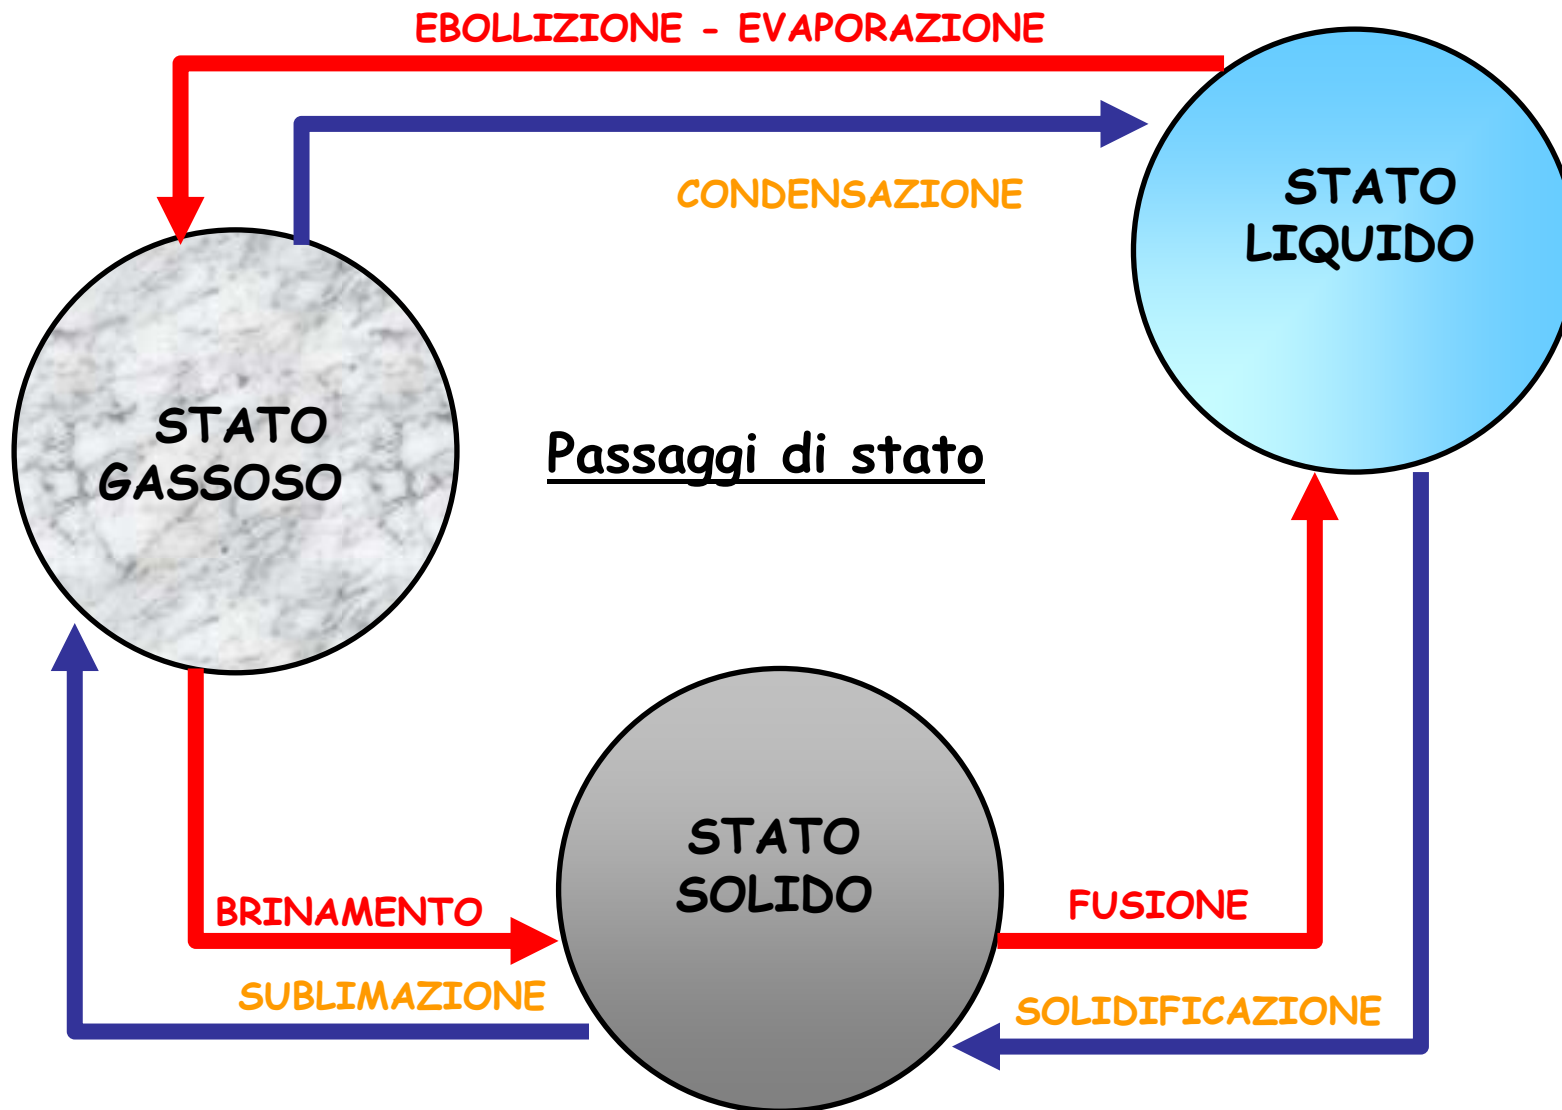 EBOLLIZIONE - EVAPORAZIONE
CONDENSAZIONE
STATO
LIQUIDO
STATO
GASSOSO
Passaggi di stato
STATO
SOLIDO
BRINAMENTO
FUSIONE
SUBLIMAZIONE
SOLIDIFICAZIONE